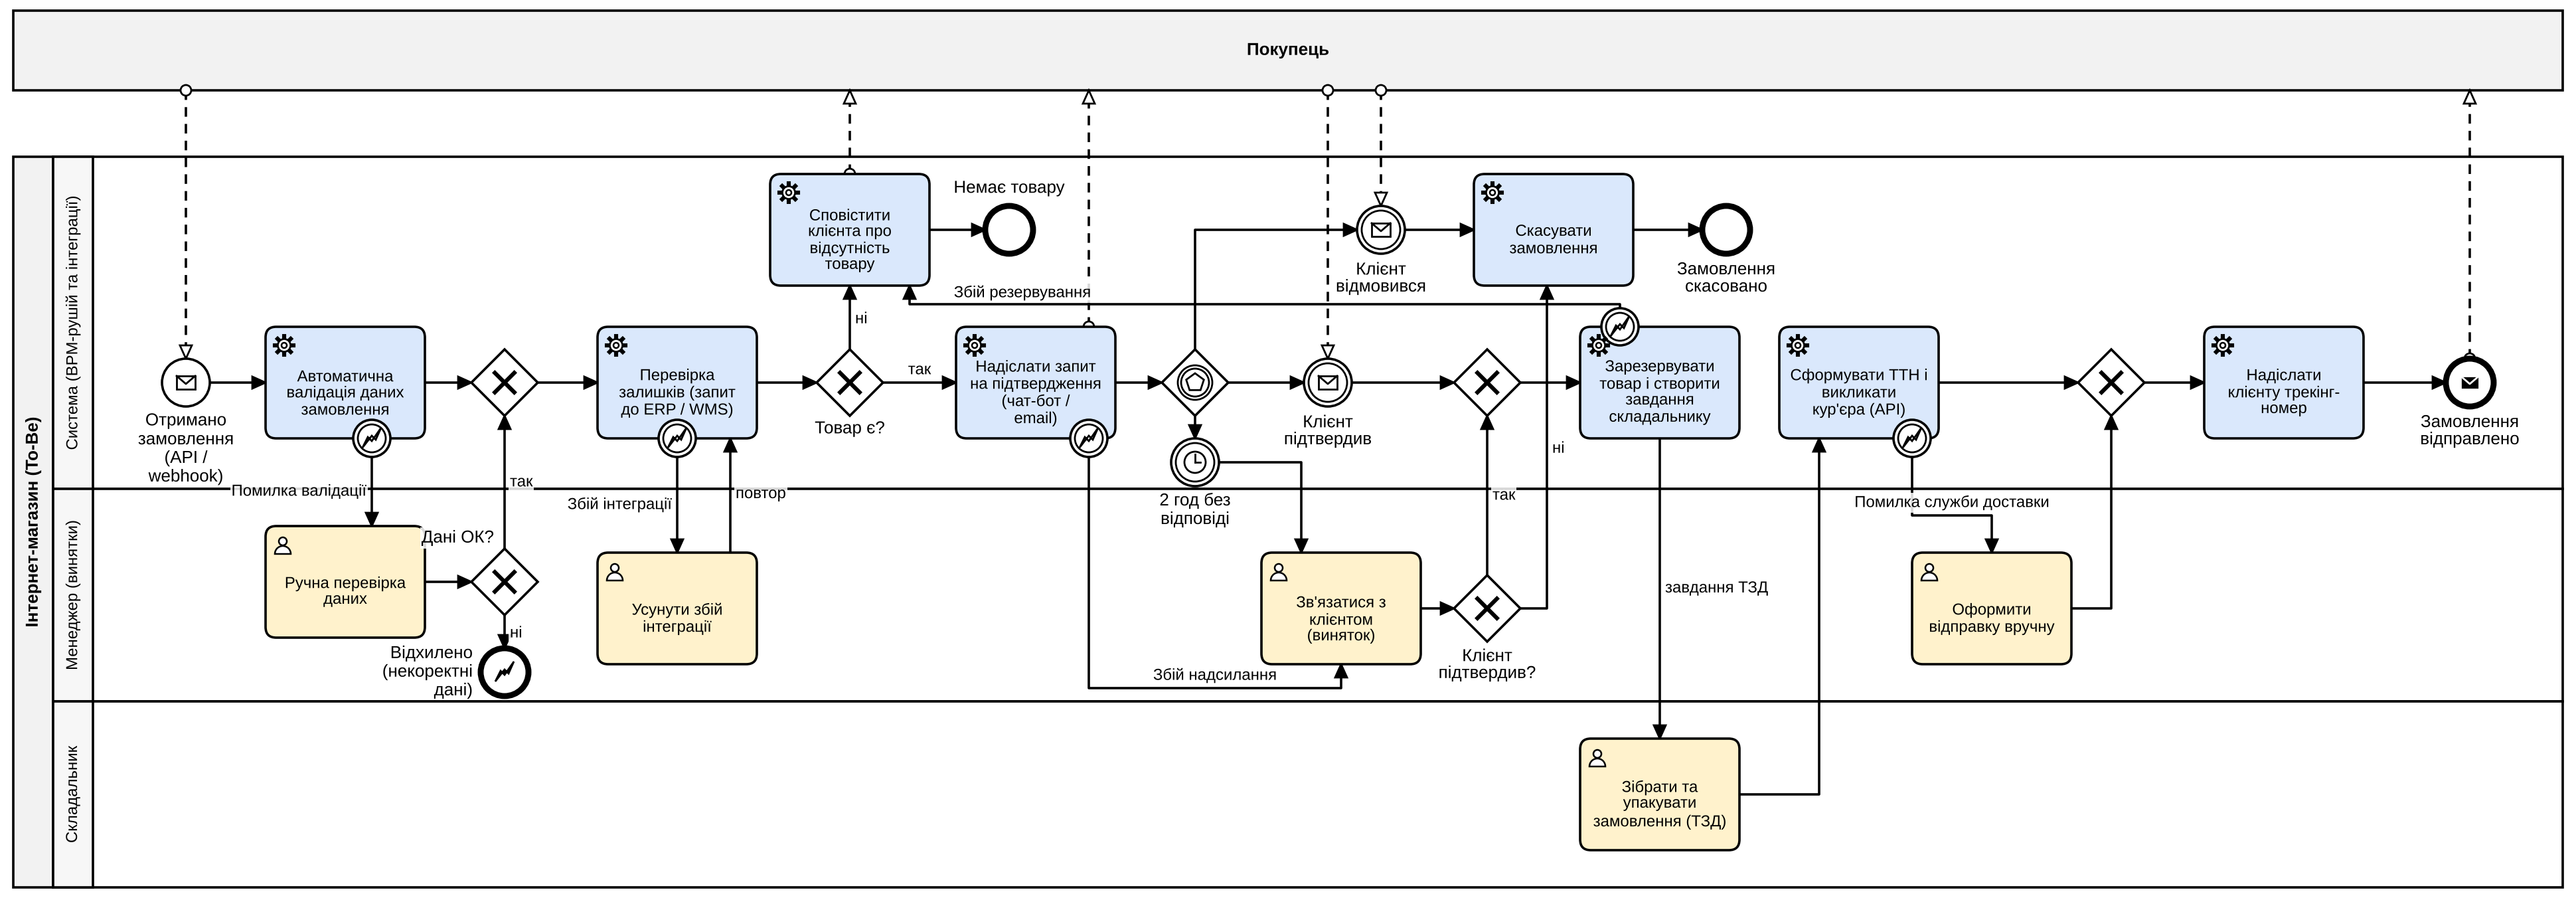 Покупець
Інтернет-магазин (To-Be)
Система (BPM-рушій та інтеграції)
Менеджер (винятки)
Складальник
Отримано
замовлення
(API /
webhook)
Автоматична
валідація даних
замовлення
Помилка валідації
Ручна перевірка
даних
Дані ОК?
так
ні
Відхилено
(некоректні
дані)
Перевірка
залишків (запит
до ERP / WMS)
Збій інтеграції
повтор
Усунути збій
інтеграції
Товар є?
ні
так
Сповістити
клієнта про
відсутність
товару
Немає товару
Збій резервування
Надіслати запит
на підтвердження
(чат-бот /
email)
Збій надсилання
2 год без
відповіді
Клієнт
відмовився
Клієнт
підтвердив
Скасувати
замовлення
Замовлення
скасовано
Зв'язатися з
клієнтом
(виняток)
Клієнт
підтвердив?
так
ні
Зарезервувати
товар і створити
завдання
складальнику
завдання ТЗД
Зібрати та
упакувати
замовлення (ТЗД)
Сформувати ТТН і
викликати
кур'єра (API)
Помилка служби доставки
Оформити
відправку вручну
Надіслати
клієнту трекінг-
номер
Замовлення
відправлено